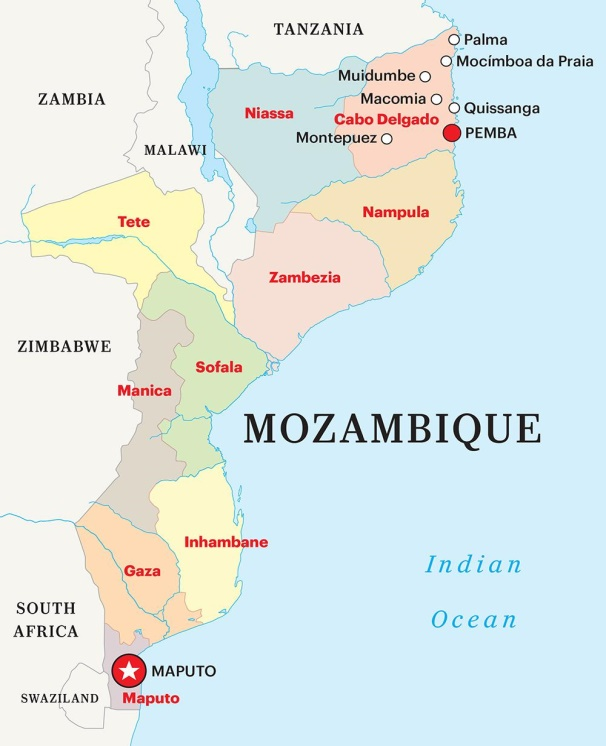 TANZANIA
Palma
Mocímboa da Praia
Muidumbe
ZAMBIA
Macomia
Quissanga
Niassa
Cabo Delgado
PEMBA
Montepuez
MALAWI
Nampula
Tete
Zambezia
ZIMBABWE
Sofala
Manica
MOZAMBIQUE
Inhambane
Indian
Ocean
Gaza
SOUTH
AFRICA
MAPUTO
SWAZILAND
Maputo